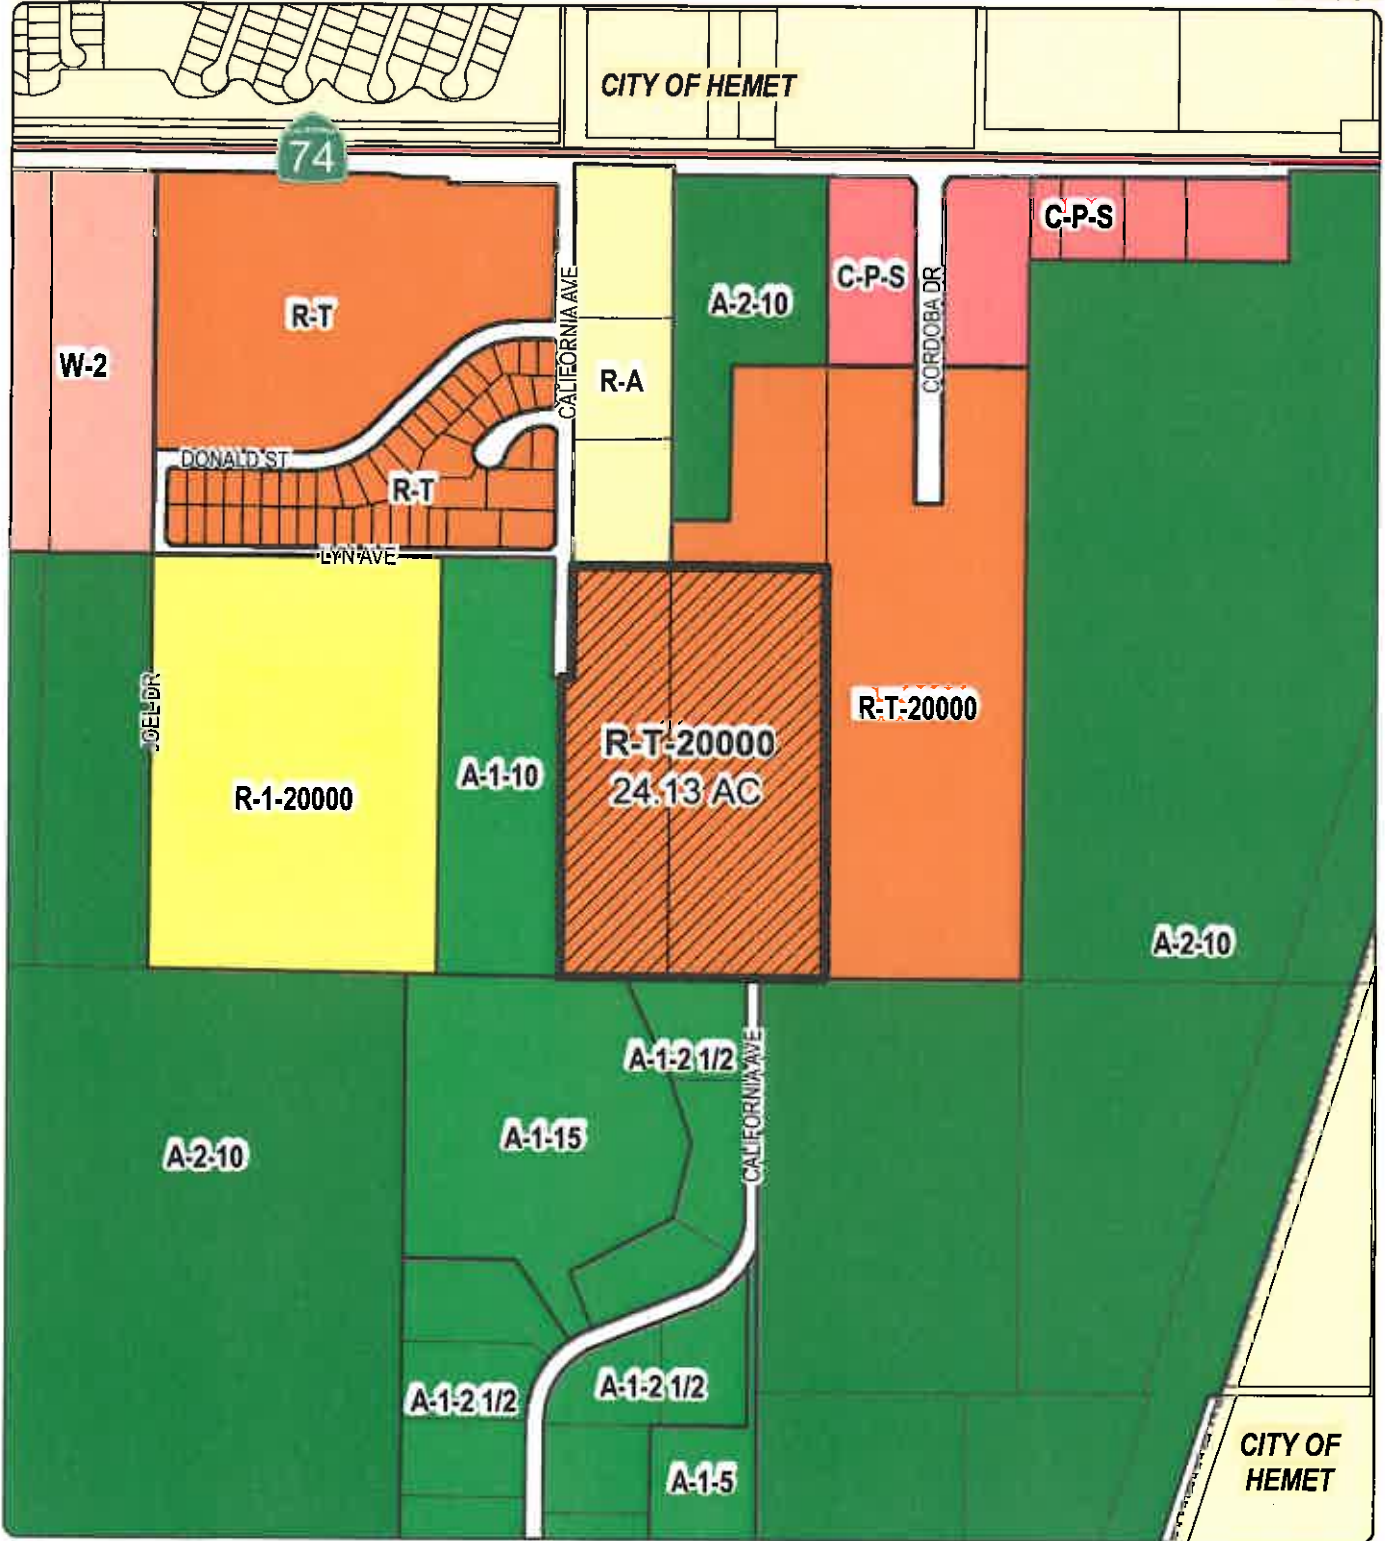 CITY OF HEMET
74
C-P-S
C-P-S
A-2-10
R-T
W-2
R-A
CALIFORNIA AVE
CORDOBA DR
DONALD ST
R-T
LYN AVE
R-T-20000
R-T-20000
24.13 AC
JOEL DR
A-1-10
R-1-20000
A-2-10
A-1-2 1/2
CALIFORNIA AVE
A-1-15
A-2-10
A-1-2 1/2
A-1-2 1/2
A-1-5
CITY OF
HEMET